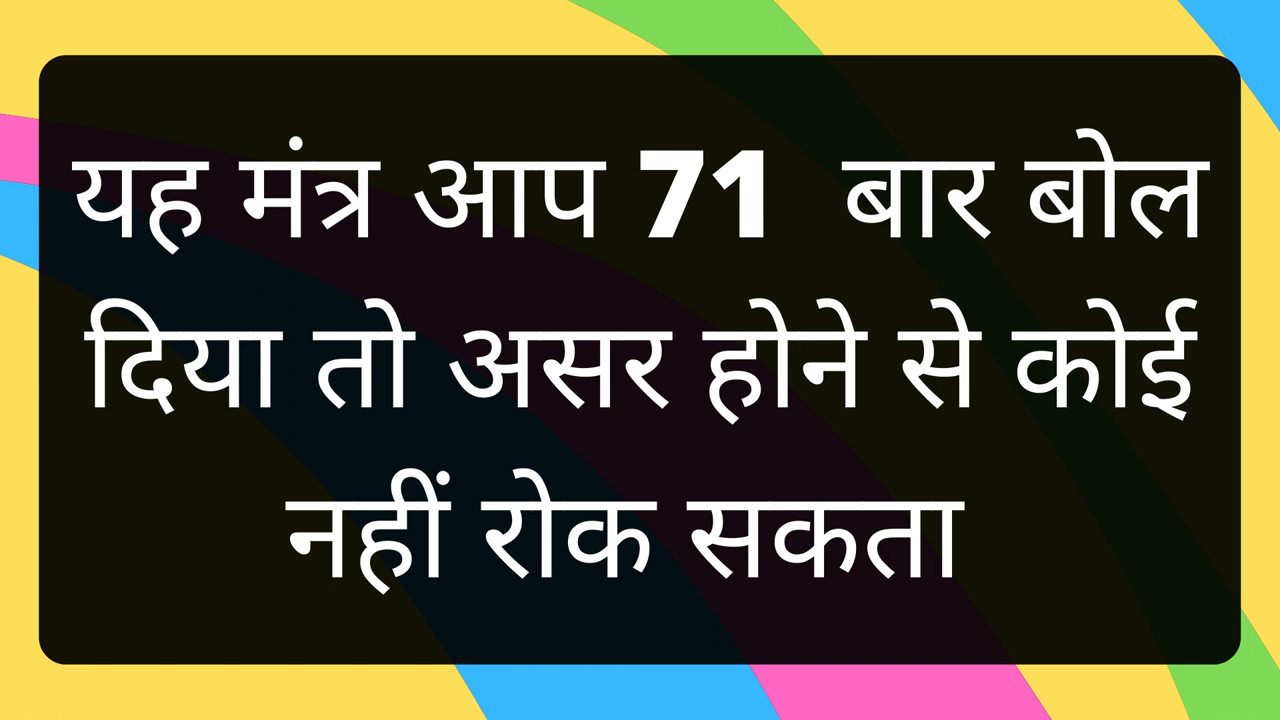 यह मंत्र आप 71 बार बोल
दिया तो असर होने से कोई
नहीं रोक सकता